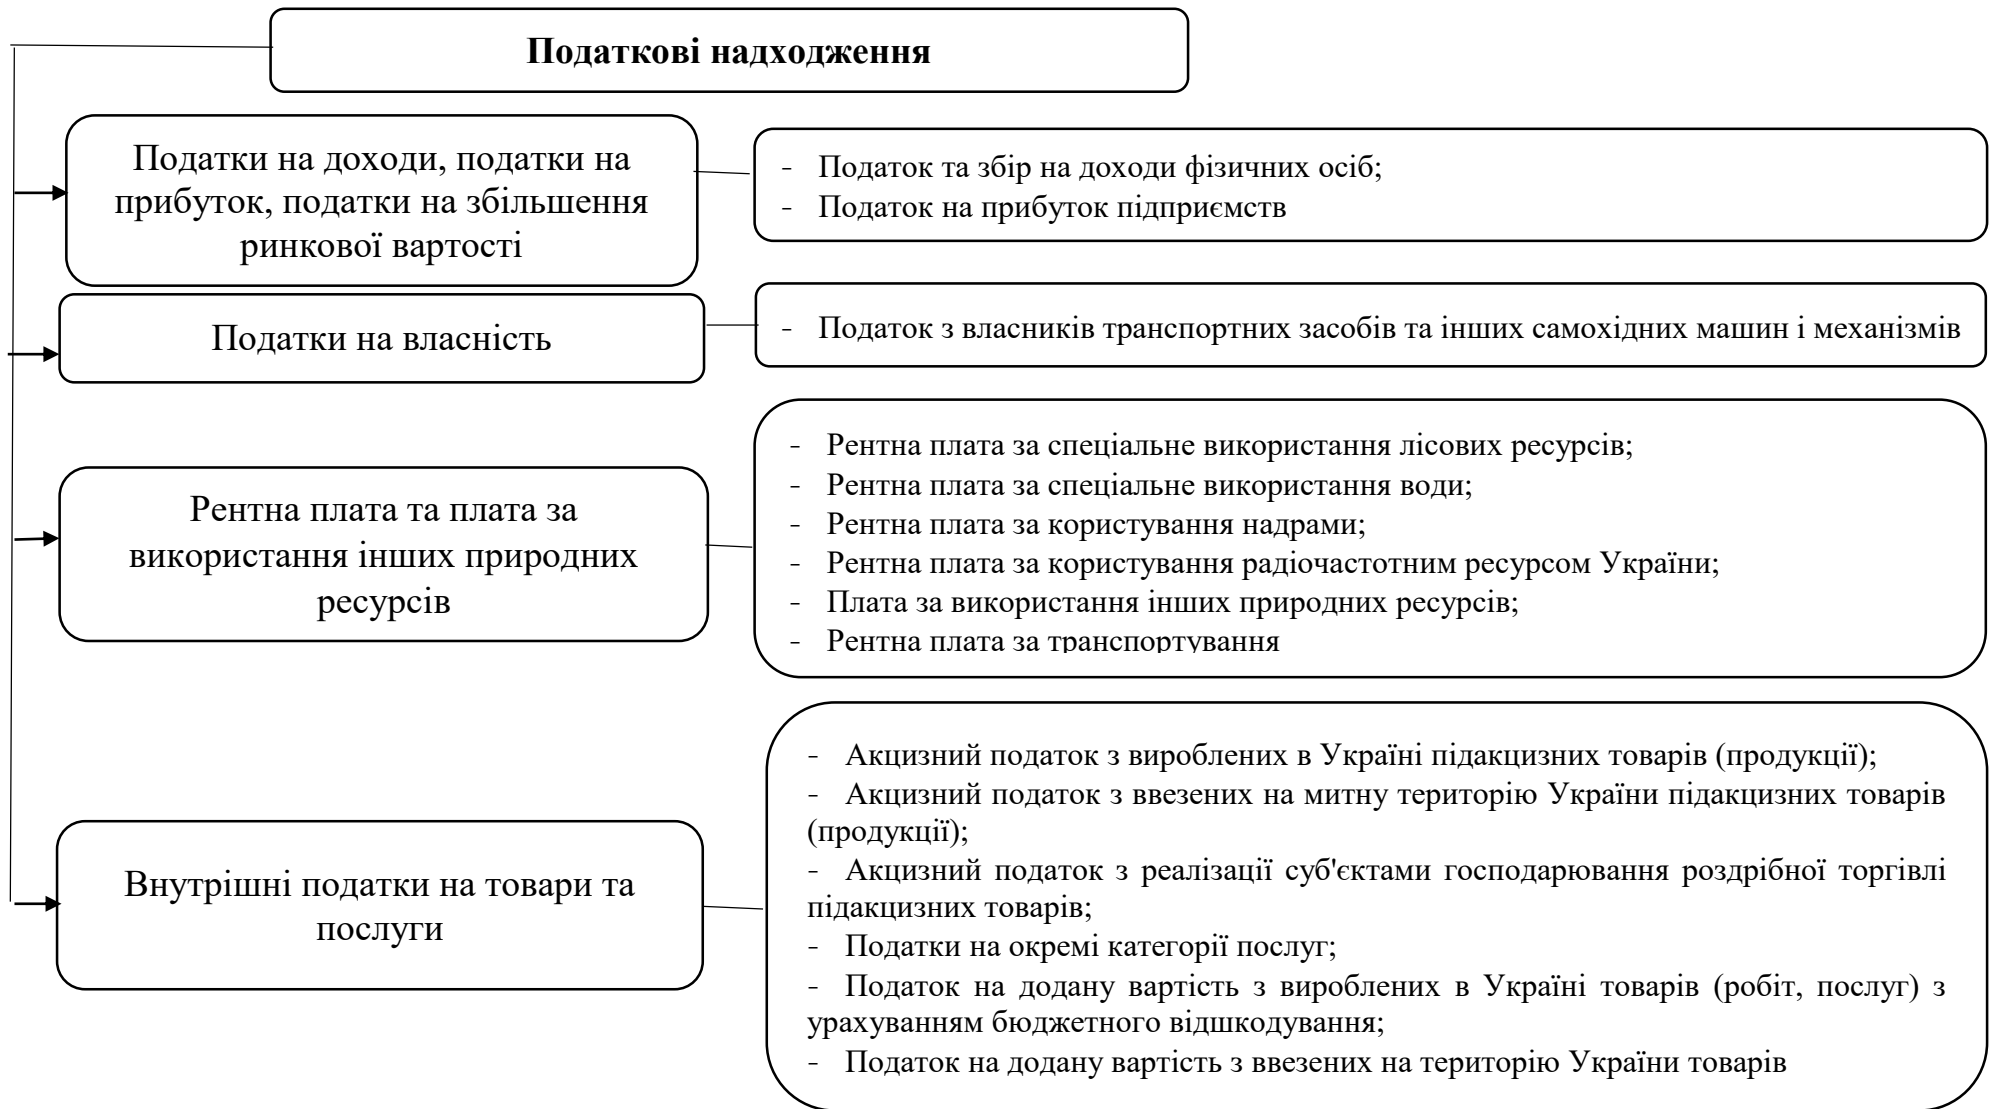 Податкові надходження
Податки на доходи, податки на
прибуток, податки на збільшення
ринкової вартості
- Податок та збір на доходи фізичних осіб;
- Податок на прибуток підприємств
Податки на власність
- Податок з власників транспортних засобів та інших самохідних машин і механізмів
Рентна плата та плата за
використання інших природних
ресурсів
- Рентна плата за спеціальне використання лісових ресурсів;
- Рентна плата за спеціальне використання води;
- Рентна плата за користування надрами;
- Рентна плата за користування радіочастотним ресурсом України;
- Плата за використання інших природних ресурсів;
- Рентна плата за транспортування
Внутрішні податки на товари та
послуги
- Акцизний податок з вироблених в Україні підакцизних товарів (продукції);
- Акцизний податок з ввезених на митну територію України підакцизних товарів
(продукції);
- Акцизний податок з реалізації суб'єктами господарювання роздрібної торгівлі
підакцизних товарів;
- Податки на окремі категорії послуг;
- Податок на додану вартість з вироблених в Україні товарів (робіт, послуг) з
урахуванням бюджетного відшкодування;
- Податок на додану вартість з ввезених на територію України товарів